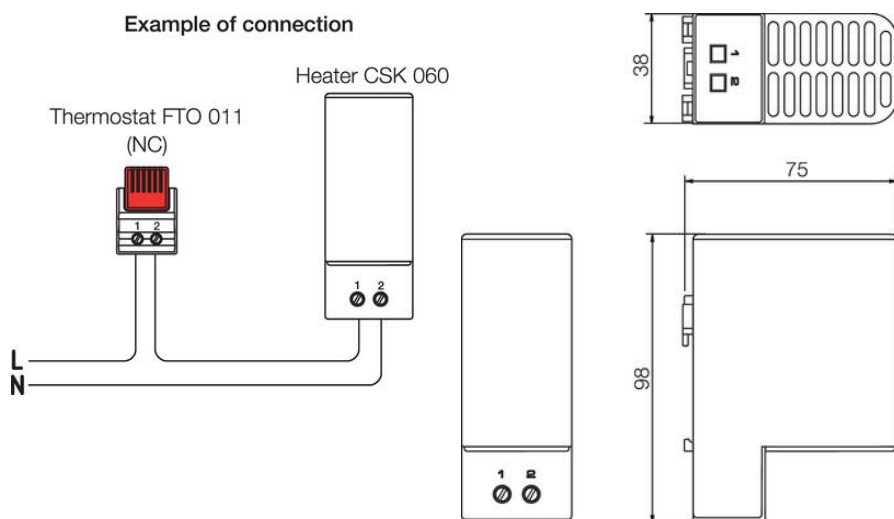 Example of connection
Heater CSK 060
Thermostat FTO 011
(NC)
1 2
1 2
L
N
38
1
2
75
98
1 2